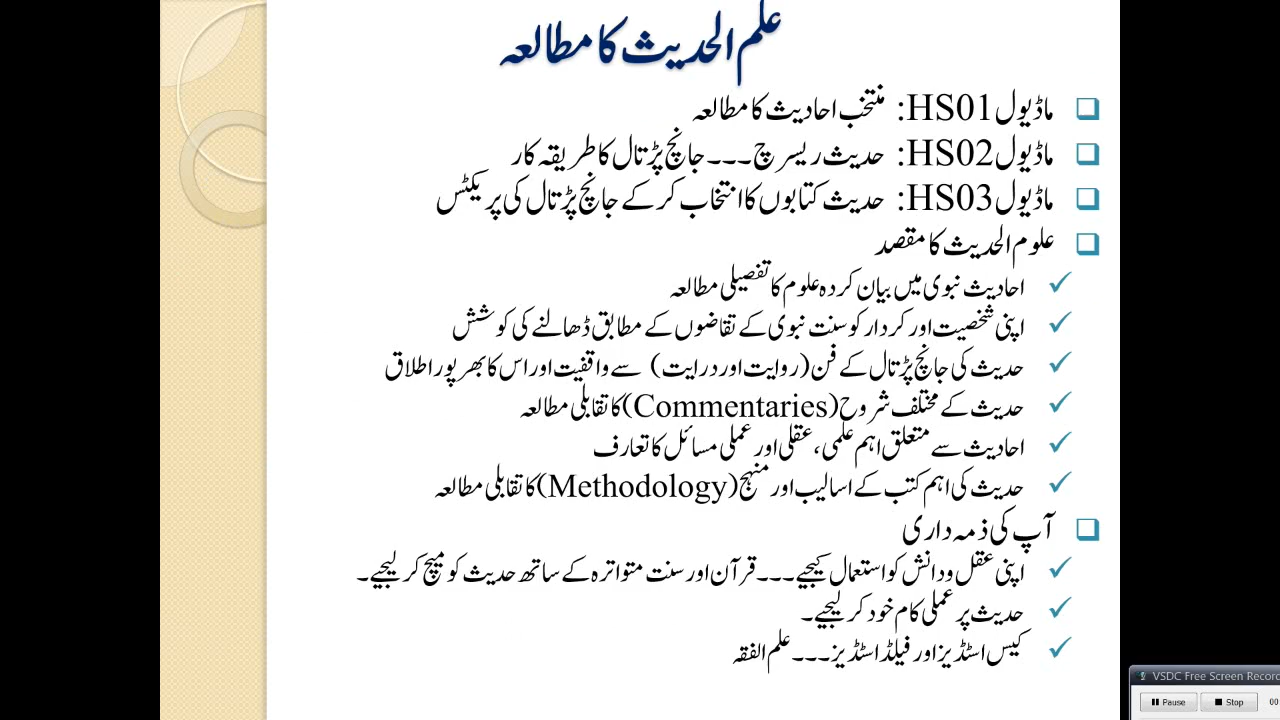 علم الحدیث کا مطالعہ
ماڈیول HS01: منتخب احادیث کا مطالعہ
ماڈیول HS02: حدیث ریسرچ۔۔۔ جانچ پڑتال کا طریقہ کار
ماڈیول HS03: حدیث کتابوں کا انتخاب کر کے جانچ پڑتال کی پریکٹس
علوم الحدیث کا مقصد
احادیث نبوی میں بیان کردہ علوم کا تفصیلی مطالعہ
اپنی شخصیت اور کردار کو سنت نبوی کے تقاضوں کے مطابق ڈھالنے کی کوشش
حدیث کی جانچ پڑتال کے فن (روایت اور درایت) سے واقفیت اور اس کا بھرپور اطلاق
حدیث کے مختلف شروح (Commentaries) کا تقابلی مطالعہ
احادیث سے متعلق اہم علمی، عقلی اور عملی مسائل کا تعارف
حدیث کی اہم کتب کے اسالیب اور منہج (Methodology) کا تقابلی مطالعہ
آپ کی ذمہ داری
اپنی عقل و دانش کو استعمال کیجیے۔۔۔ قرآن اور سنت متواترہ کے ساتھ حدیث کو میچ کر لیجیے۔
حدیث پر عملی کام خود کر لیجیے۔
کیس اسٹڈیز اور فیلڈ اسٹڈیز۔۔۔ علم الفقہ
VSDC Free Screen Recor
Pause Stop 00